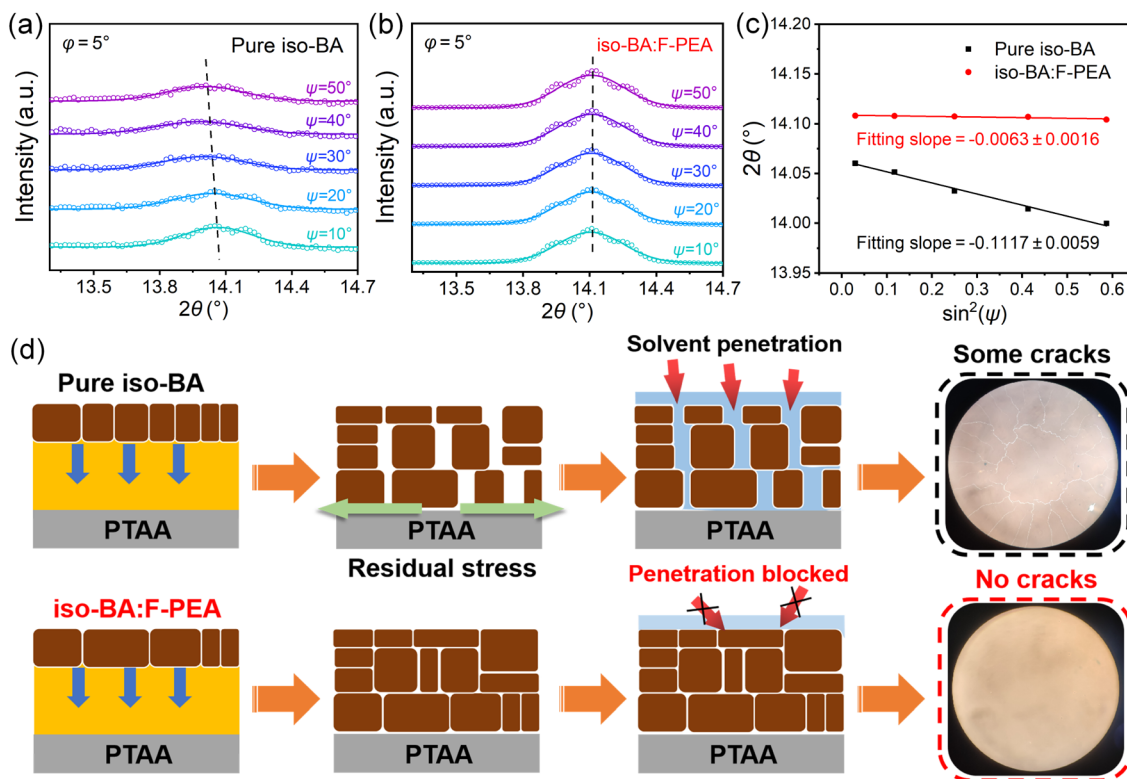 (a)
φ = 5°
Pure iso-BA
ψ=50°
ψ=40°
ψ=30°
ψ=20°
ψ=10°
Intensity (a.u.)
13.5 13.8 14.1 14.4 14.7
2θ (°)
(b)
φ = 5°
iso-BA:F-PEA
ψ=50°
ψ=40°
ψ=30°
ψ=20°
ψ=10°
Intensity (a.u.)
13.5 13.8 14.1 14.4 14.7
2θ (°)
(c)
14.20
14.15
14.10
14.05
14.00
13.95
2θ (°)
Pure iso-BA
iso-BA:F-PEA
Fitting slope = -0.0063 ± 0.0016
Fitting slope = -0.1117 ± 0.0059
0.0 0.1 0.2 0.3 0.4 0.5 0.6 0.7
sin²(ψ)
(d)
Pure iso-BA
PTAA
PTAA
Residual stress
Solvent penetration
PTAA
Some cracks
iso-BA:F-PEA
PTAA
PTAA
Penetration blocked
PTAA
No cracks